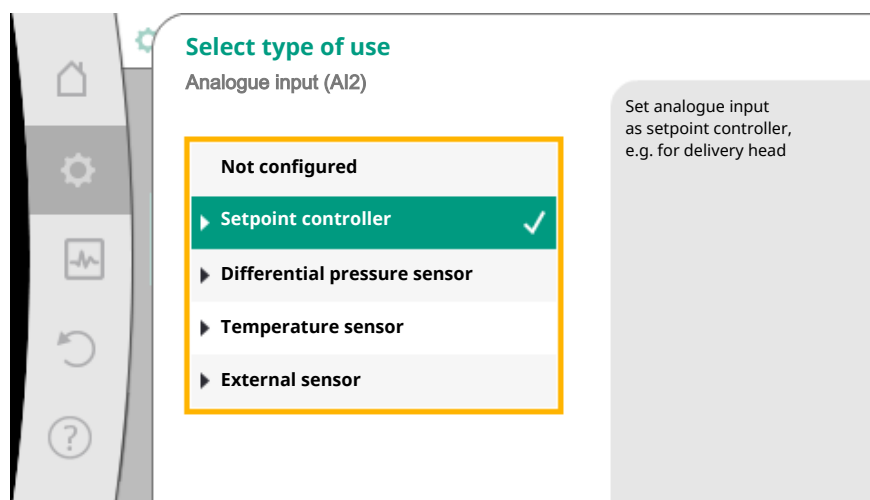 Select type of use
Analogue input (AI2)
Set analogue input
as setpoint controller,
e.g. for delivery head
Not configured
Setpoint controller
Differential pressure sensor
Temperature sensor
External sensor
?